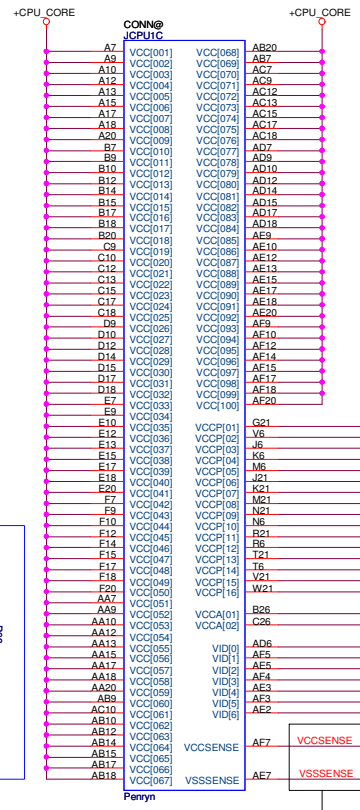 +CPU_CORE +CPU_CORE
CONN@
JCPU1C
A7 VCC[001] VCC[068] AB20
A9 VCC[002] VCC[069] AB7
A10 VCC[003] VCC[070] AC7
A12 VCC[004] VCC[071] AC9
A13 VCC[005] VCC[072] AC12
A15 VCC[006] VCC[073] AC13
A17 VCC[007] VCC[074] AC15
A18 VCC[008] VCC[075] AC17
A20 VCC[009] VCC[076] AC18
B7 VCC[010] VCC[077] AD7
B9 VCC[011] VCC[078] AD9
B10 VCC[012] VCC[079] AD10
B12 VCC[013] VCC[080] AD12
B14 VCC[014] VCC[081] AD14
B15 VCC[015] VCC[082] AD15
B17 VCC[016] VCC[083] AD17
B18 VCC[017] VCC[084] AD18
B20 VCC[018] VCC[085] AE9
C9 VCC[019] VCC[086] AE10
C10 VCC[020] VCC[087] AE12
C12 VCC[021] VCC[088] AE13
C13 VCC[022] VCC[089] AE15
C15 VCC[023] VCC[090] AE17
C17 VCC[024] VCC[091] AE18
C18 VCC[025] VCC[092] AE20
D9 VCC[026] VCC[093] AF9
D10 VCC[027] VCC[094] AF10
D12 VCC[028] VCC[095] AF12
D14 VCC[029] VCC[096] AF14
D15 VCC[030] VCC[097] AF15
D17 VCC[031] VCC[098] AF17
D18 VCC[032] VCC[099] AF18
E7 VCC[033] VCC[100] AF20
E9 VCC[034]
E10 VCC[035] VCCP[01] G21
E12 VCC[036] VCCP[02] V6
E13 VCC[037] VCCP[03] J6
E15 VCC[038] VCCP[04] K6
E17 VCC[039] VCCP[05] M6
E18 VCC[040] VCCP[06] J21
E20 VCC[041] VCCP[07] K21
F7 VCC[042] VCCP[08] M21
F9 VCC[043] VCCP[09] N21
F10 VCC[044] VCCP[10] N6
F12 VCC[045] VCCP[11] R21
F14 VCC[046] VCCP[12] R6
F15 VCC[047] VCCP[13] T21
F17 VCC[048] VCCP[14] T6
F18 VCC[049] VCCP[15] V21
F20 VCC[050] VCCP[16] W21
AA7 VCC[051]
AA9 VCC[052] VCCA[01] B26
AA10 VCC[053] VCCA[02] C26
AA12 VCC[054]
AA13 VCC[055] VID[0] AD6
AA15 VCC[056] VID[1] AF5
AA17 VCC[057] VID[2] AE5
AA18 VCC[058] VID[3] AF4
AA20 VCC[059] VID[4] AE3
AB9 VCC[060] VID[5] AF3
AC10 VCC[061] VID[6] AE2
AB10 VCC[062]
AB12 VCC[063]
AB14 VCC[064] VCCSENSE AF7 VCCSENSE
AB15 VCC[065]
AB17 VCC[066]
AB18 VCC[067] VSSSENSE AE7 VSSSENSE
Penryn